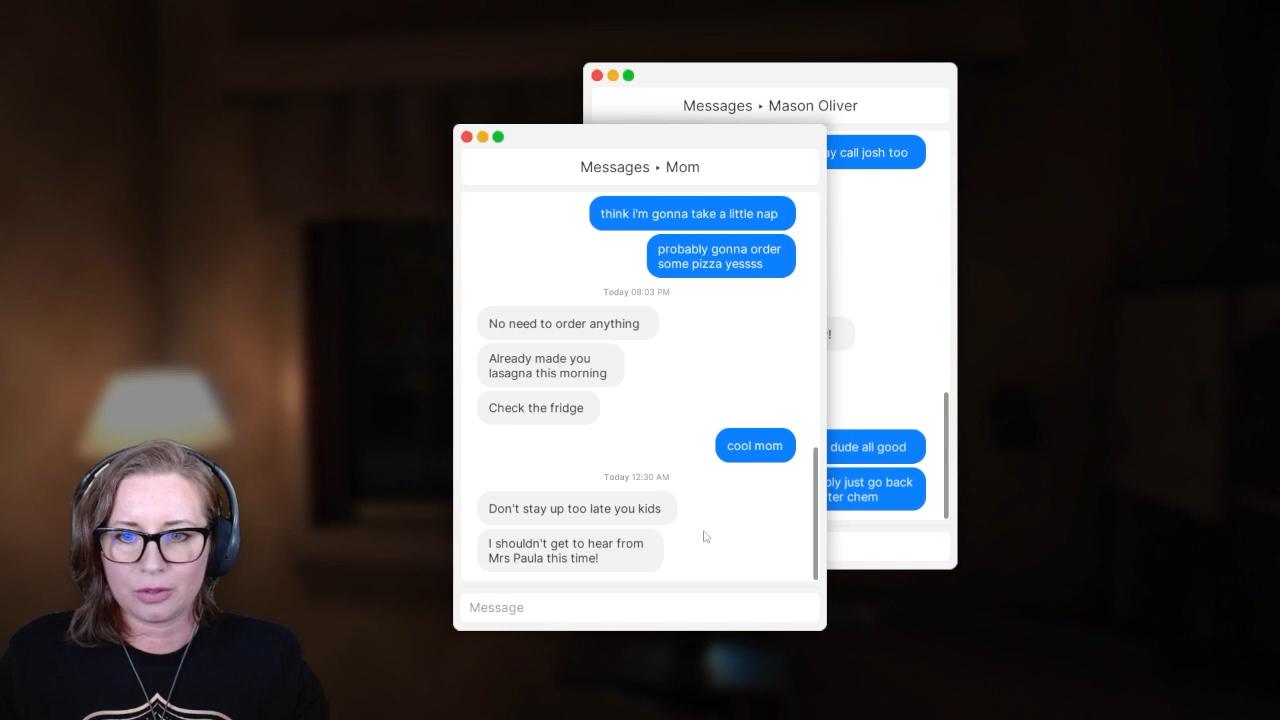 Messages ▸ Mason Oliver
call josh too
Messages ▸ Mom
think i'm gonna take a little nap
probably gonna order
some pizza yessss
Today 08:03 PM
No need to order anything
Already made you
lasagna this morning
Check the fridge
cool mom
Today 12:30 AM
Don't stay up too late you kids
I shouldn't get to hear from
Mrs Paula this time!
Message
dude all good
just go back
chem